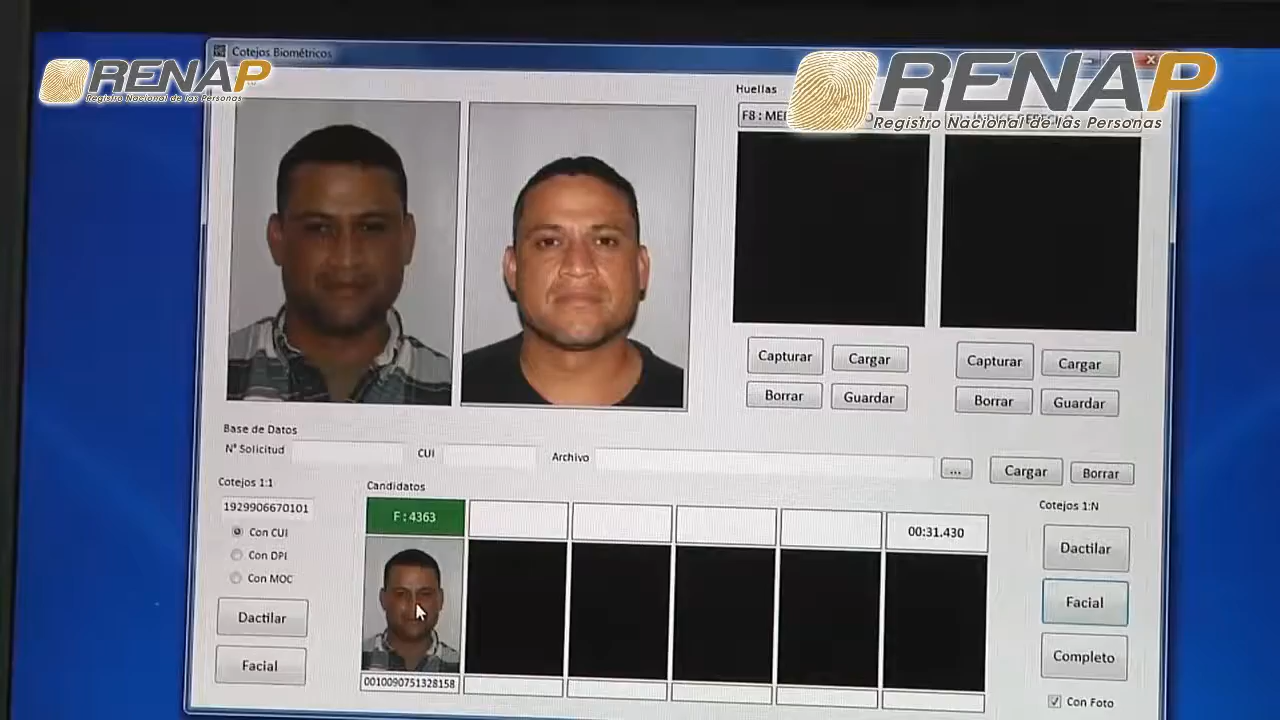 Cotejos Biométricos
RENAP
Registro Nacional de las Personas
RENAP
Registro Nacional de las Personas
Huellas
F8 : ME
Capturar
Cargar
Capturar
Cargar
Borrar
Guardar
Borrar
Guardar
Base de Datos
N° Solicitud
CUI
Archivo
...
Cargar
Borrar
Cotejos 1:1
1929906670101
Con CUI
Con DPI
Con MOC
Dactilar
Facial
Candidatos
F : 4363
00:31.430
0010090751328158
Cotejos 1:N
Dactilar
Facial
Completo
Con Foto